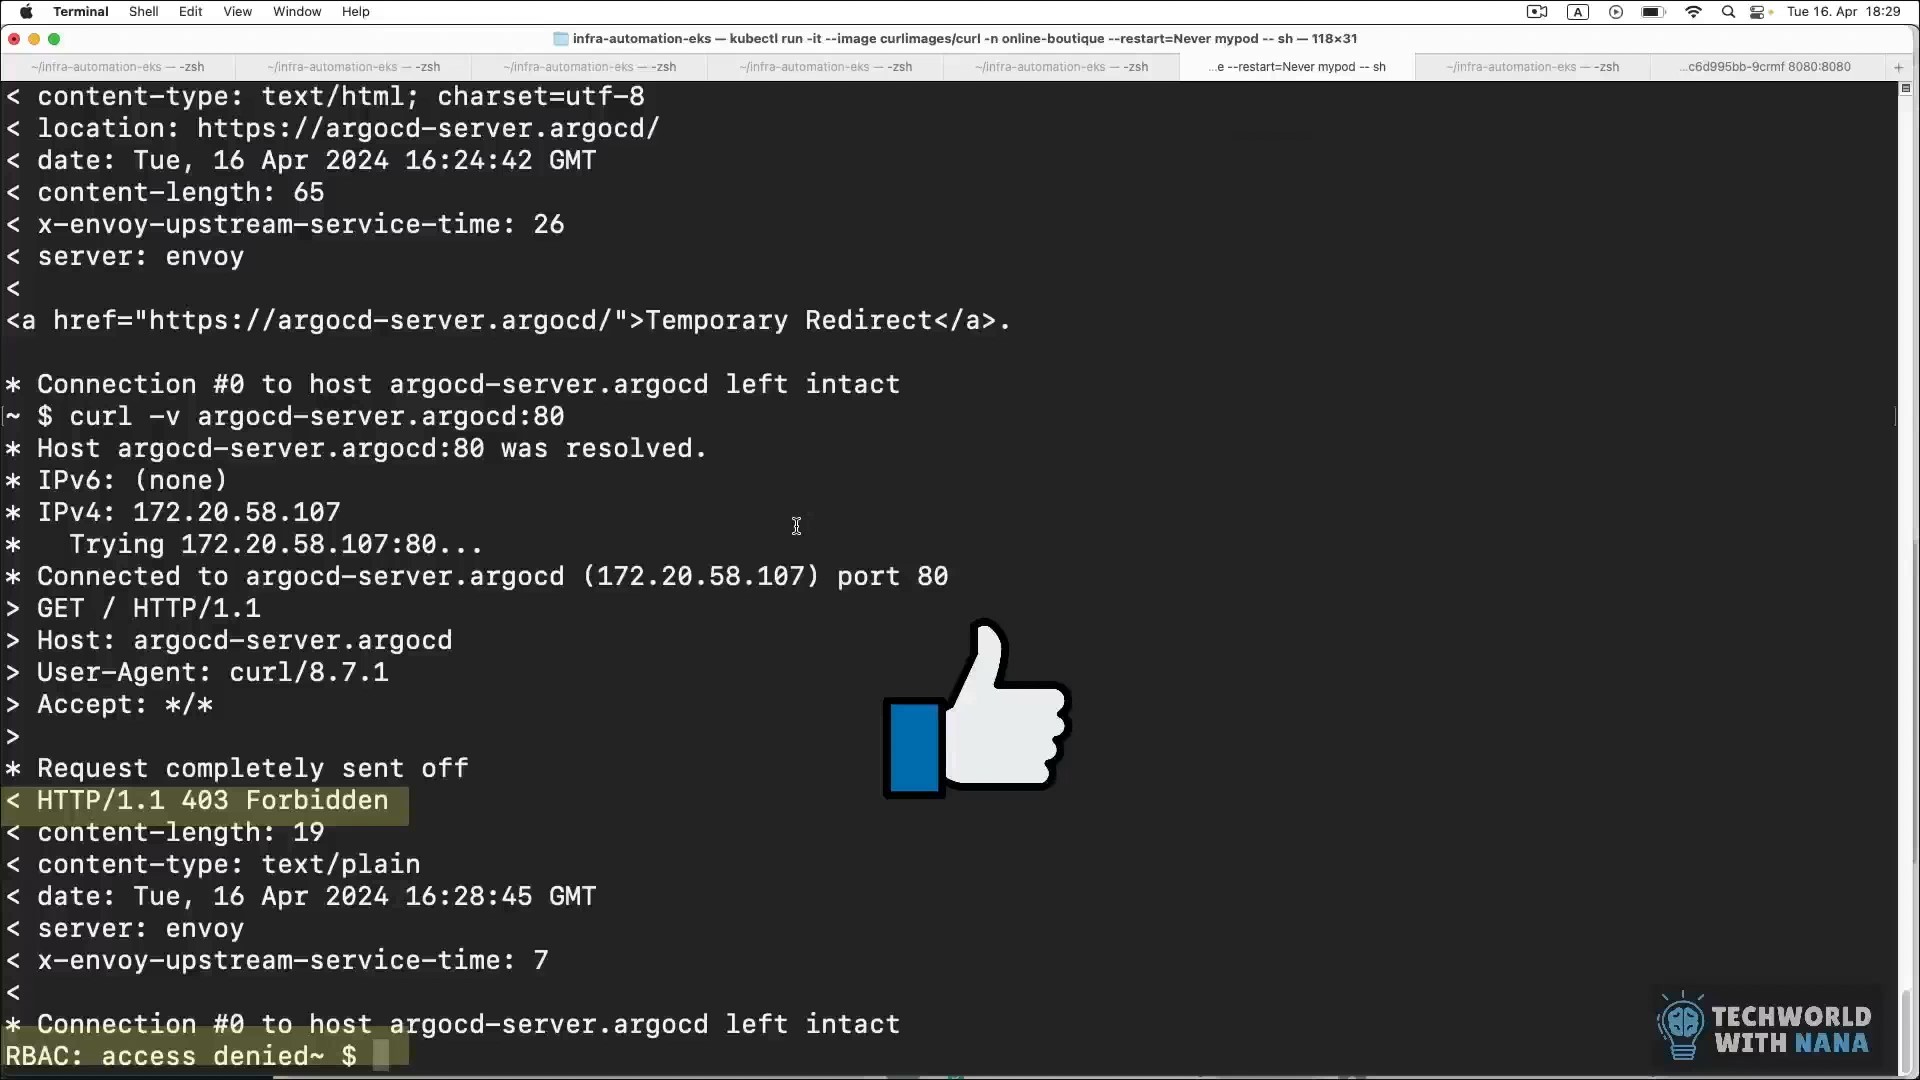 Terminal Shell Edit View Window Help A Tue 16. Apr 18:29
infra-automation-eks — kubectl run -it --image curlimages/curl -n online-boutique --restart=Never mypod -- sh — 118×31
~/infra-automation-eks — -zsh ~/infra-automation-eks — -zsh ~/infra-automation-eks — -zsh ~/infra-automation-eks — -zsh ~/infra-automation-eks — -zsh ...e --restart=Never mypod -- sh ~/infra-automation-eks — -zsh ...c6d995bb-9crmf 8080:8080 +
< content-type: text/html; charset=utf-8
< location: https://argocd-server.argocd/
< date: Tue, 16 Apr 2024 16:24:42 GMT
< content-length: 65
< x-envoy-upstream-service-time: 26
< server: envoy
<
<a href="https://argocd-server.argocd/">Temporary Redirect</a>.
* Connection #0 to host argocd-server.argocd left intact
~ $ curl -v argocd-server.argocd:80
* Host argocd-server.argocd:80 was resolved.
* IPv6: (none)
* IPv4: 172.20.58.107
*   Trying 172.20.58.107:80...
* Connected to argocd-server.argocd (172.20.58.107) port 80
> GET / HTTP/1.1
> Host: argocd-server.argocd
> User-Agent: curl/8.7.1
> Accept: */*
>
* Request completely sent off
< HTTP/1.1 403 Forbidden
< content-length: 19
< content-type: text/plain
< date: Tue, 16 Apr 2024 16:28:45 GMT
< server: envoy
< x-envoy-upstream-service-time: 7
<
* Connection #0 to host argocd-server.argocd left intact
RBAC: access denied~ $
TECHWORLD
WITH NANA